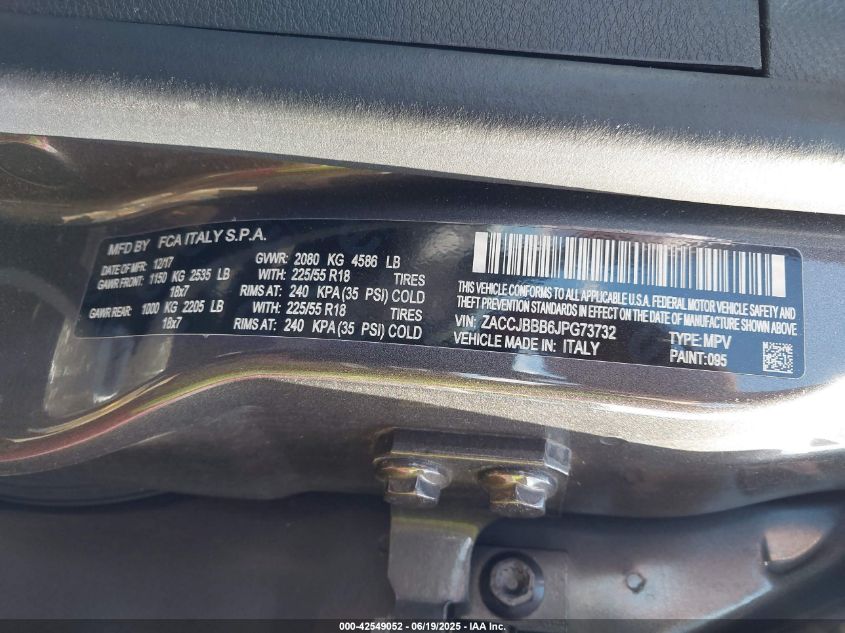 MFD BY FCA ITALY S.P.A.
DATE OF MFR: 12/17 GVWR: 2080 KG 4586 LB
GAWR FRONT: 1150 KG 2535 LB WITH: 225/55 R18 TIRES
18x7 RIMS AT: 240 KPA(35 PSI) COLD
GAWR REAR: 1000 KG 2205 LB WITH: 225/55 R18 TIRES
18x7 RIMS AT: 240 KPA(35 PSI) COLD
THIS VEHICLE CONFORMS TO ALL APPLICABLE U.S.A. FEDERAL MOTOR VEHICLE SAFETY AND
THEFT PREVENTION STANDARDS IN EFFECT ON THE DATE OF MANUFACTURE SHOWN ABOVE
VIN: ZACCJBBB6JPG73732 TYPE: MPV
VEHICLE MADE IN: ITALY PAINT: 095
000-42549052 - 06/19/2025 - IAA Inc.